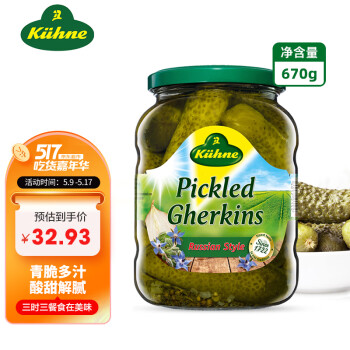 Kühne
净含量
670g
Kühne
Pickled
Gherkins
Russian Style
Since
1722
517
吃货嘉年华
活动时间：5.9 -5.17
预估到手价
¥32.93
青脆多汁
酸甜解腻
三时三餐食在美味